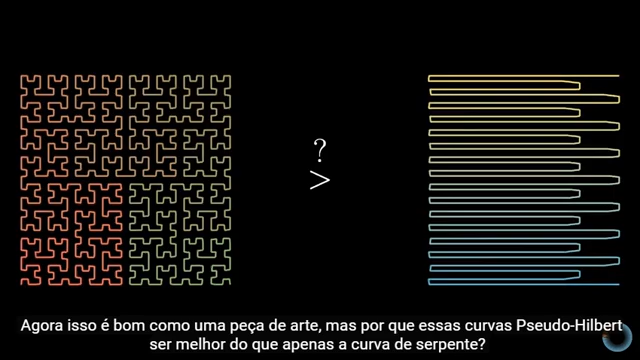 ?
>
Agora isso é bom como uma peça de arte, mas por que essas curvas Pseudo-Hilbert
ser melhor do que apenas a curva de serpente?